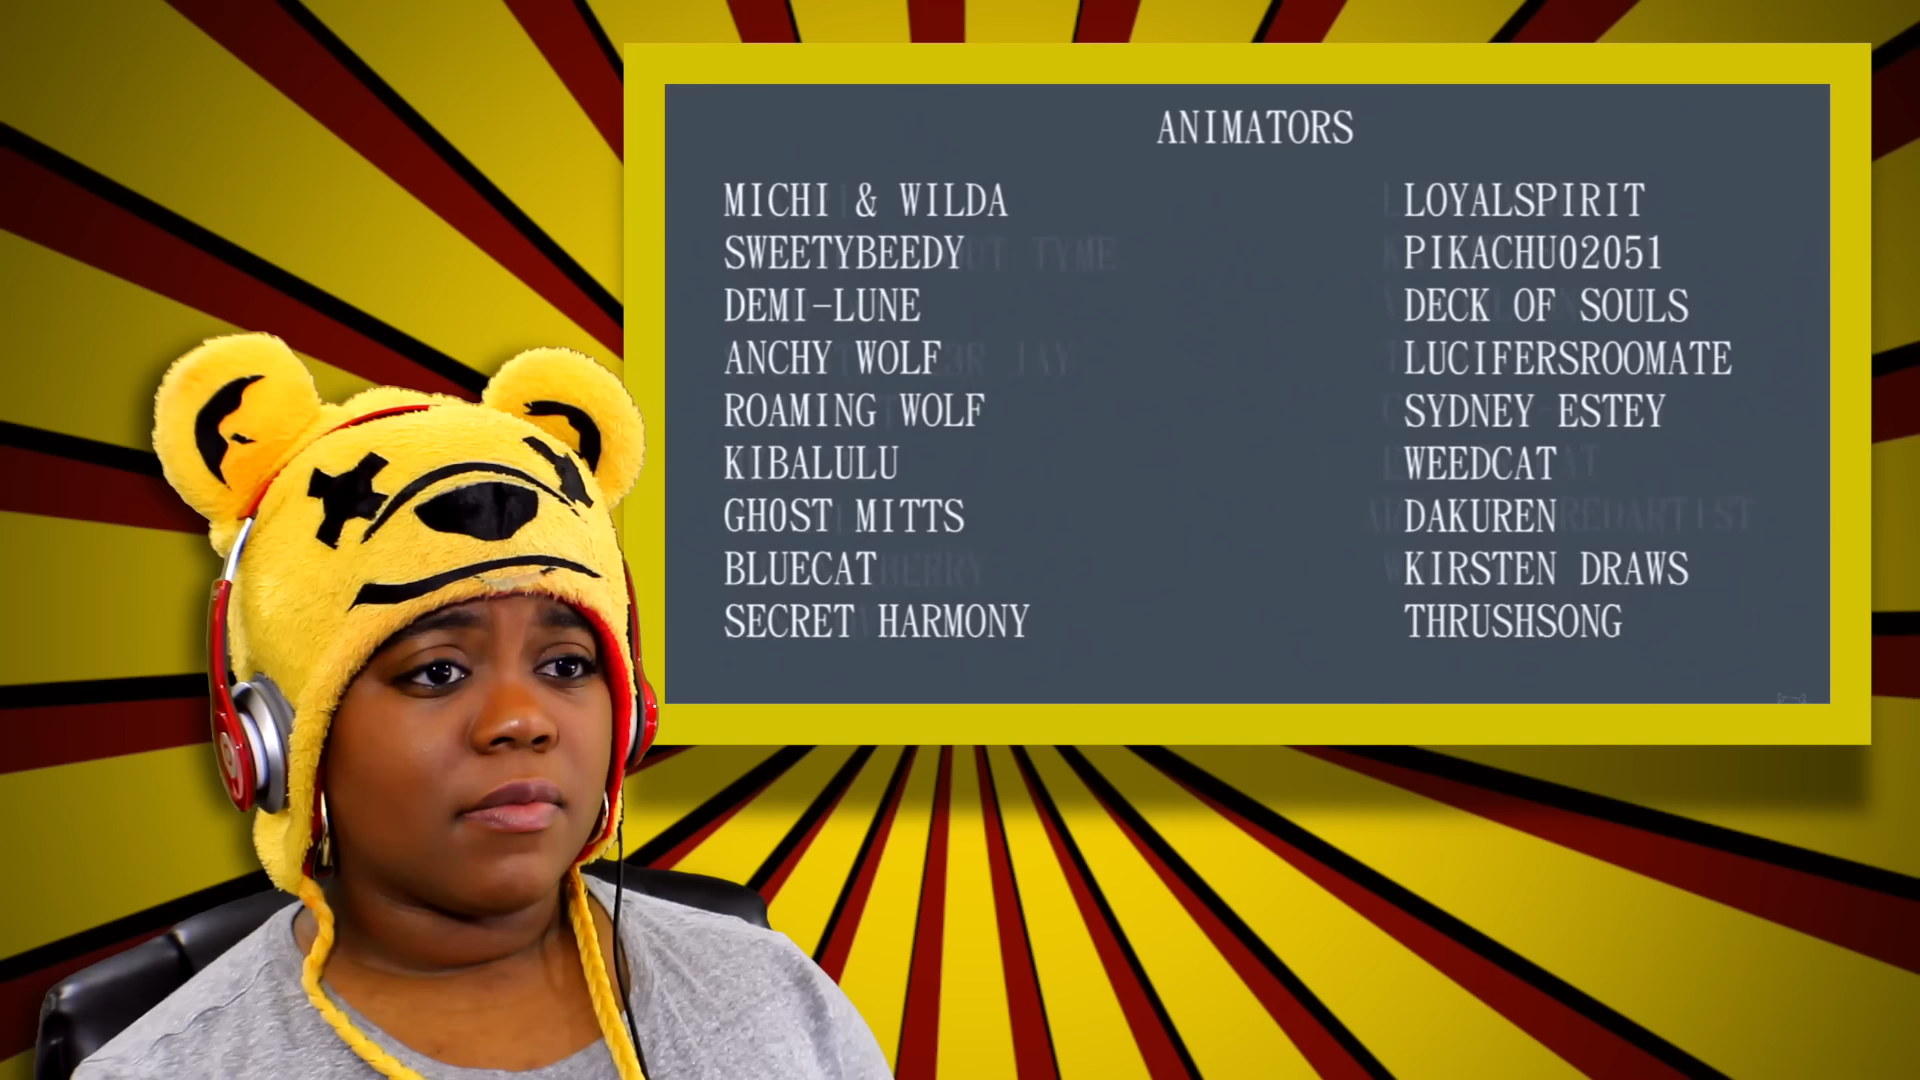 ANIMATORS
MICHI & WILDA
SWEETYBEEDY
DEMI-LUNE
ANCHY WOLF
ROAMING WOLF
KIBALULU
GHOST MITTS
BLUECAT
SECRET HARMONY
LOYALSPIRIT
PIKACHU02051
DECK OF SOULS
LUCIFERSROOMATE
SYDNEY ESTEY
WEEDCAT
DAKUREN
KIRSTEN DRAWS
THRUSHSONG